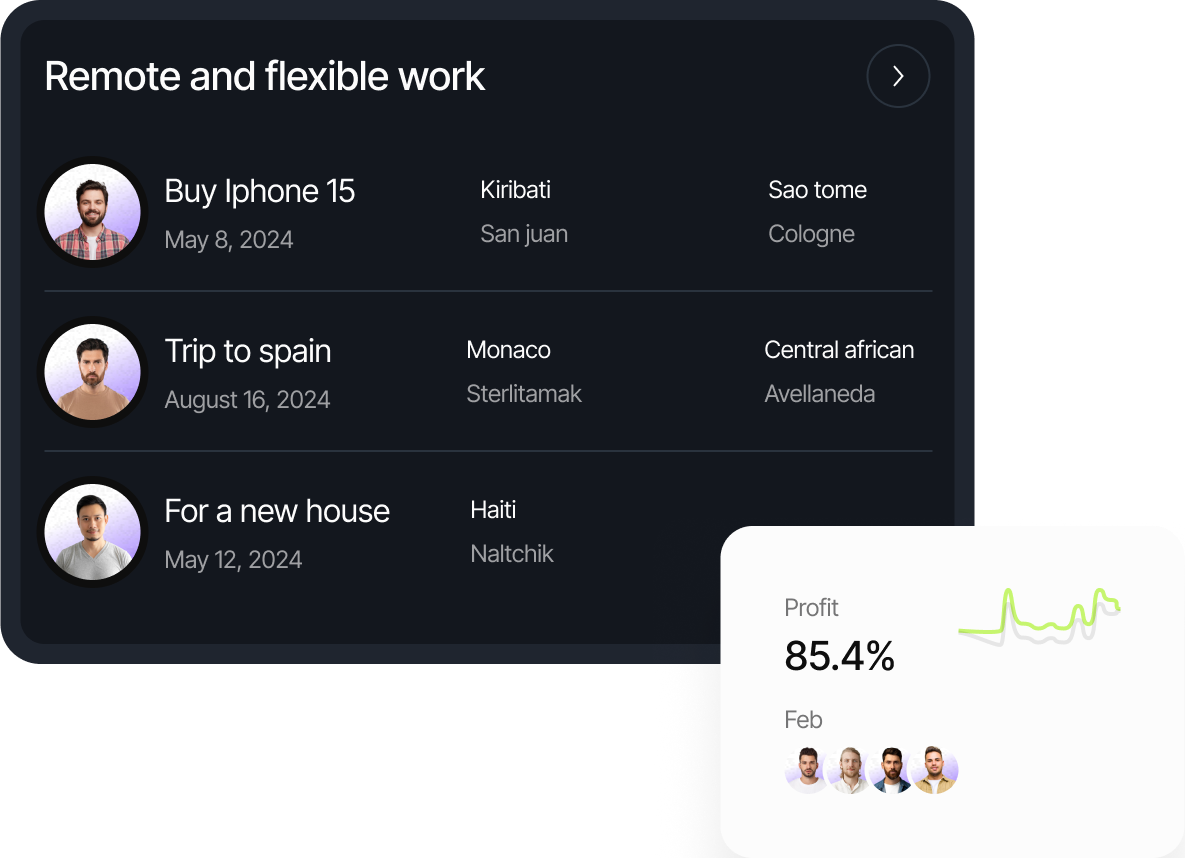 Remote and flexible work
Buy Iphone 15
Kiribati
Sao tome
May 8, 2024
San juan
Cologne
Trip to spain
Monaco
Central african
August 16, 2024
Sterlitamak
Avellaneda
For a new house
Haiti
May 12, 2024
Naltchik
Profit
85.4%
Feb